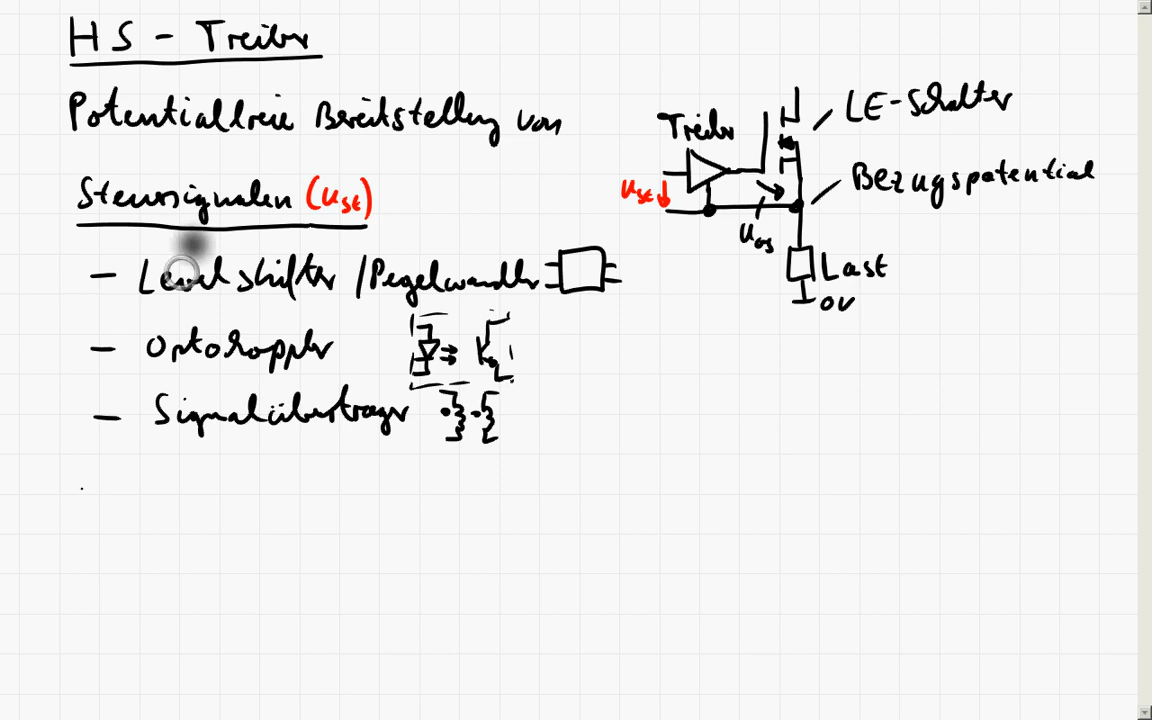 HS - Treiber
Potentialfreie Bereitstellung von
Steuersignalen (ust)
- Levelshifter / Pegelwandler
- Optokoppler
- Signalübertrager
Treiber
LE-Schalter
Bezugspotential
ust
uGS
Last
0V